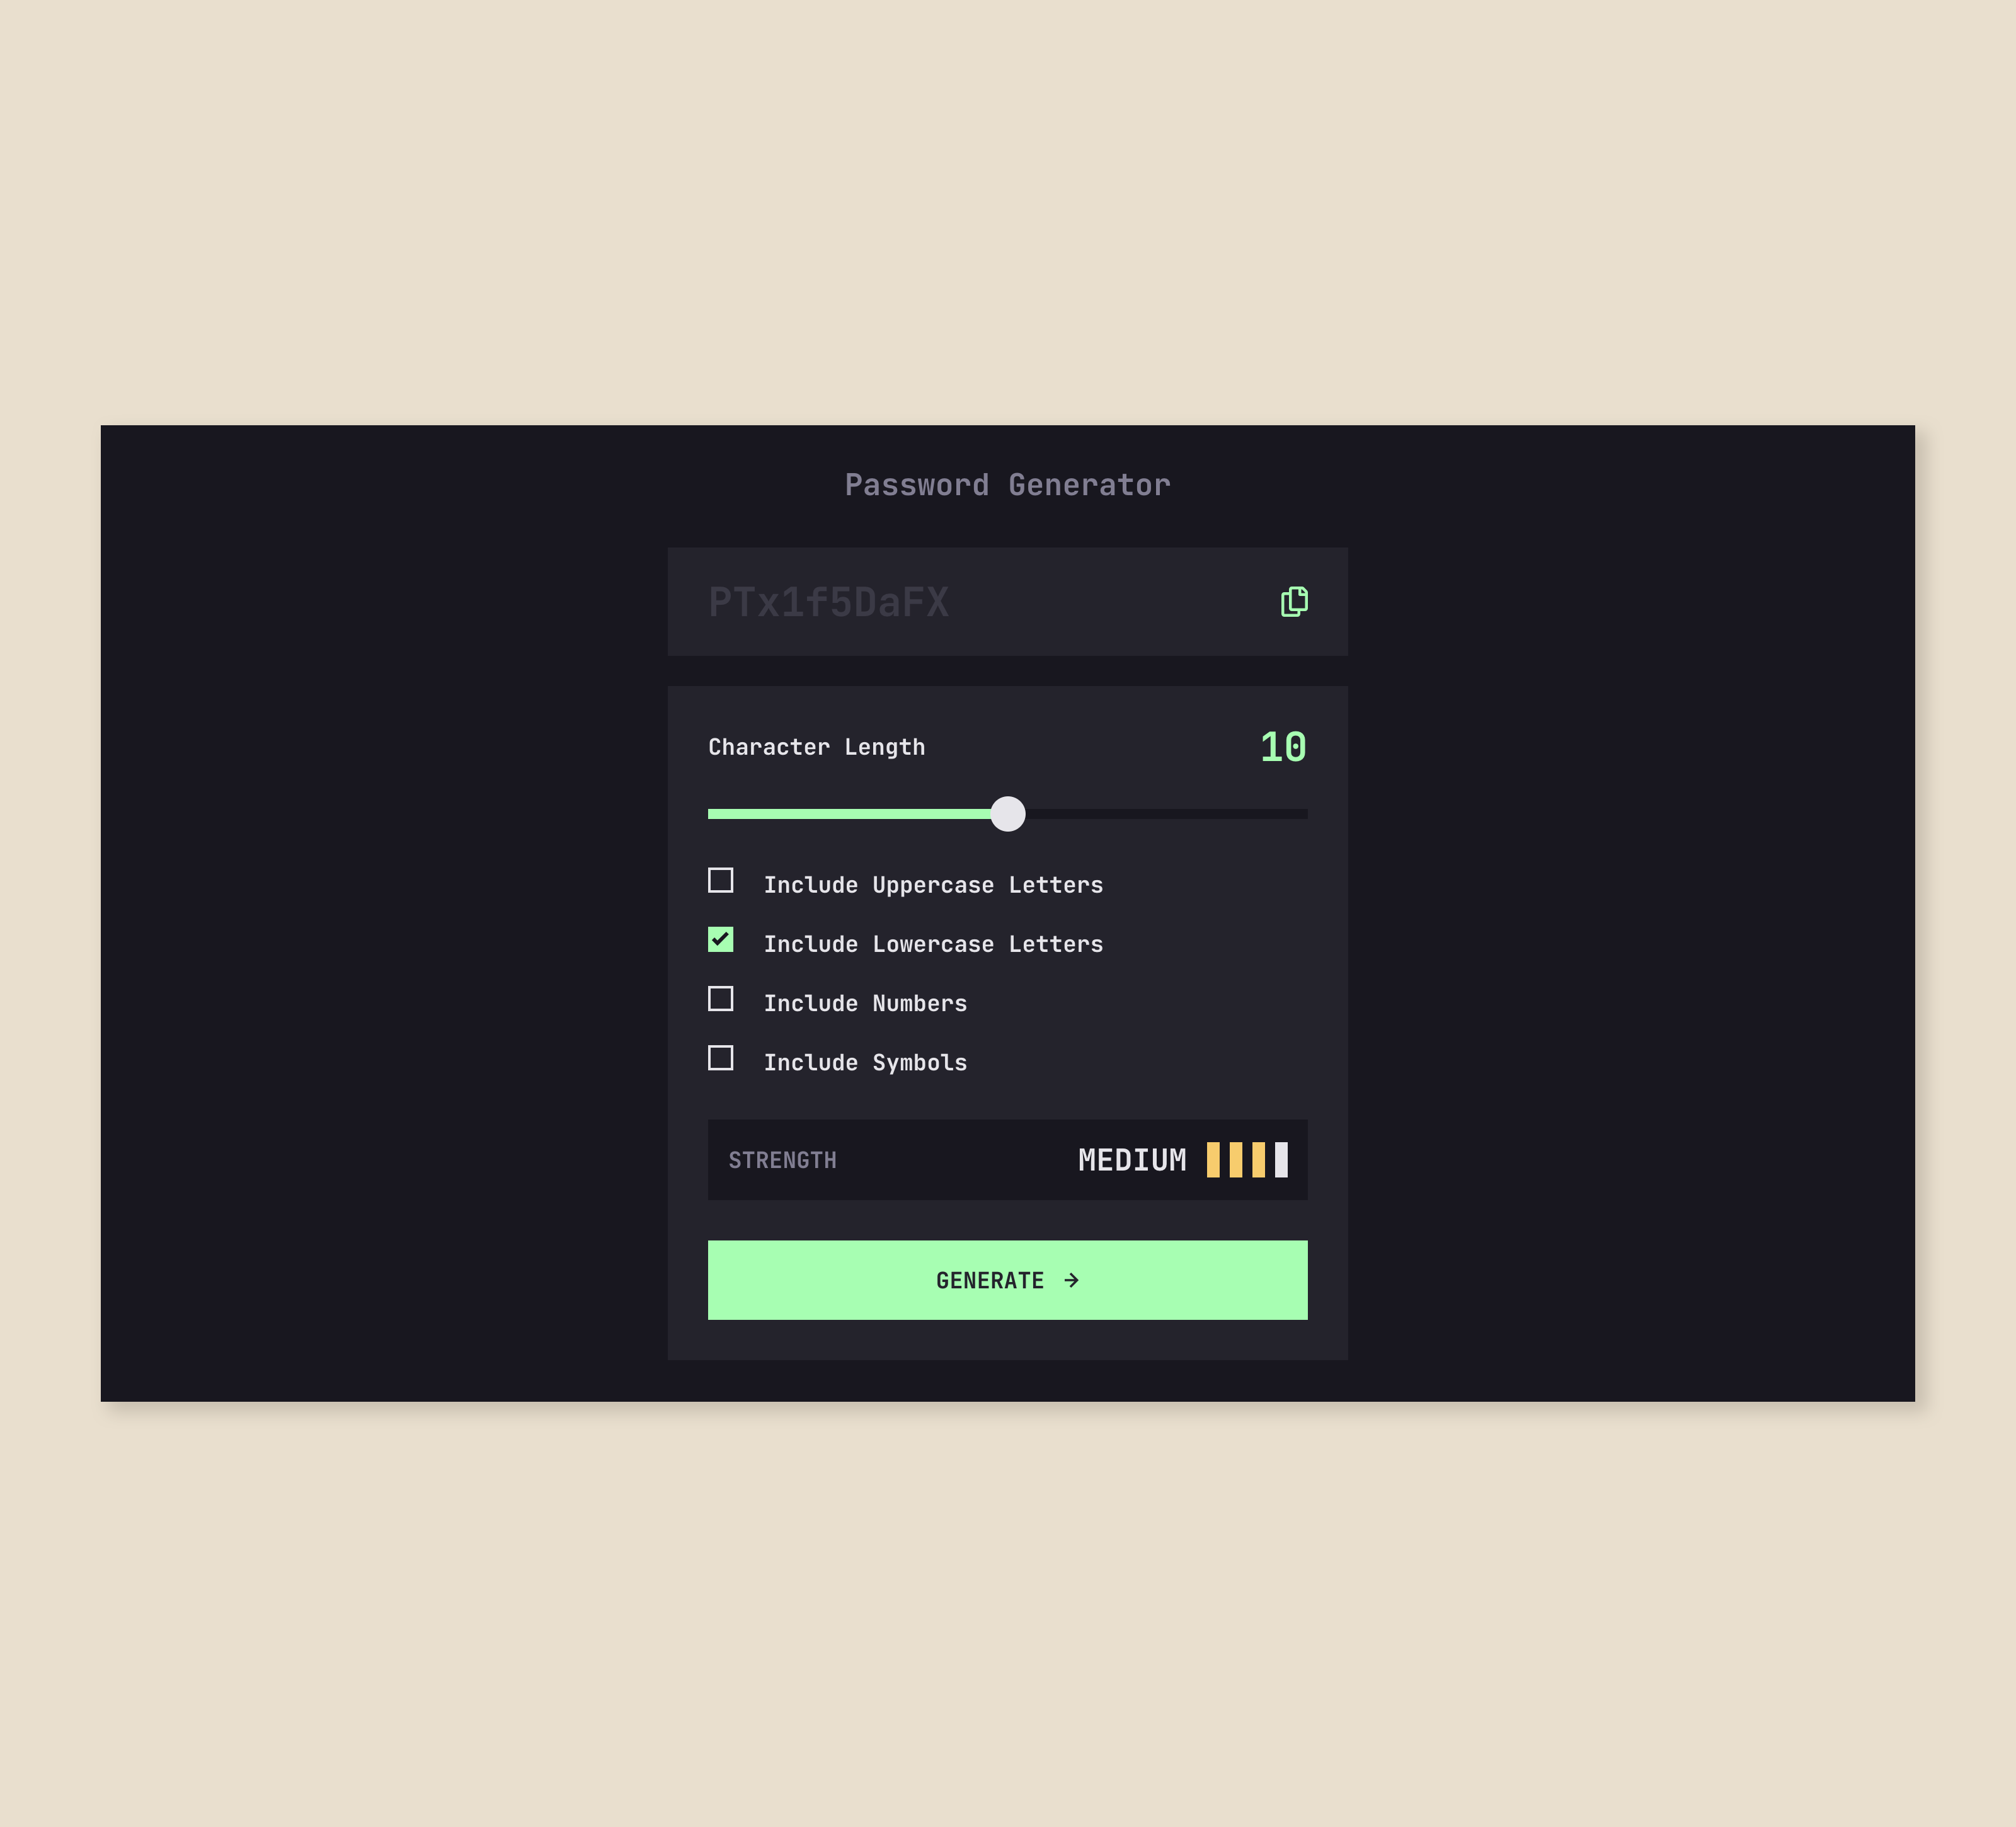 Password Generator
PTx1f5DaFX
Character Length
10
Include Uppercase Letters
Include Lowercase Letters
Include Numbers
Include Symbols
STRENGTH
MEDIUM
GENERATE →